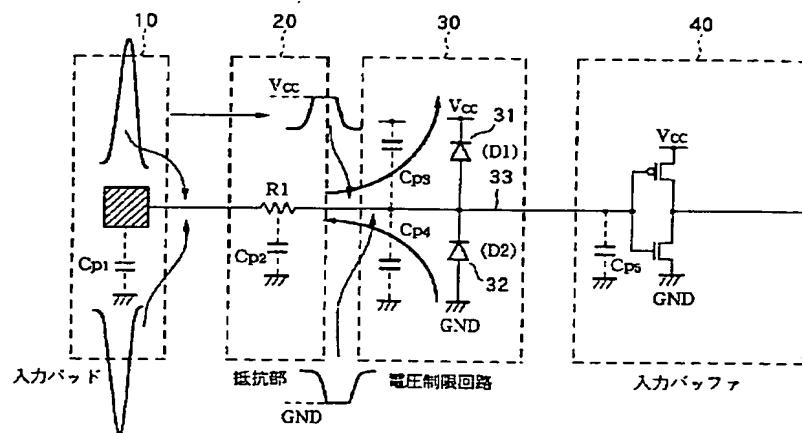 10
20
30
40
Vcc
Vcc
31
(D1)
Vcc
R1
Cp3
33
Cp1
Cp2
Cp4
(D2)
32
Cp5
GND
GND
入力パッド
抵抗部
電圧制限回路
入力バッファ
GND